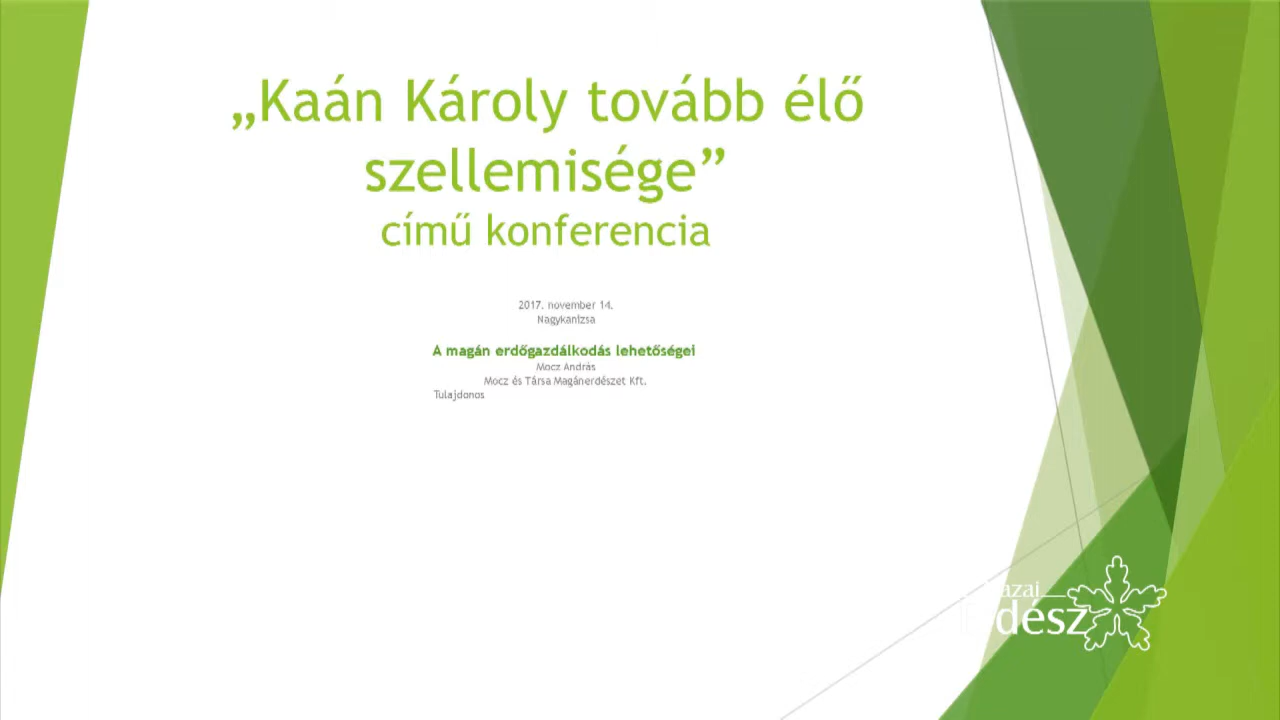 „Kaán Károly tovább élő
szellemisége”
című konferencia
2017. november 14.
Nagykanizsa
A magán erdőgazdálkodás lehetőségei
Mocz András
Mocz és Társa Magánerdészet Kft.
Tulajdonos